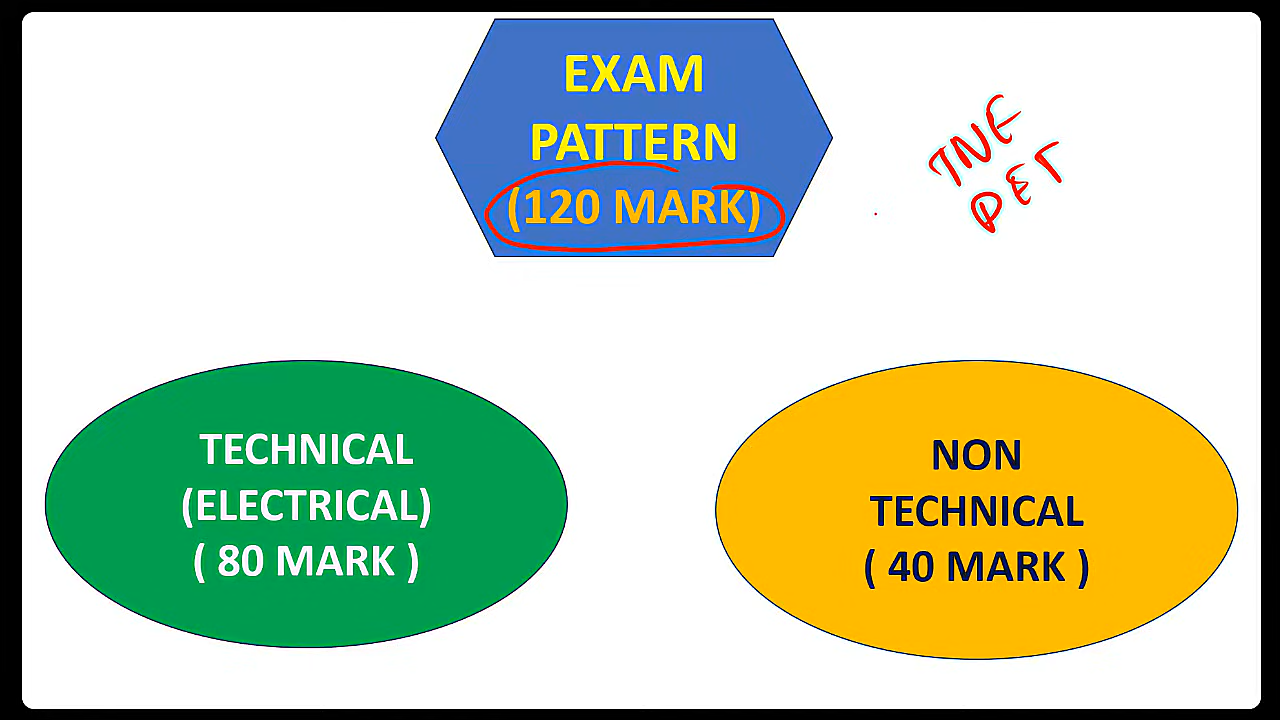 EXAM
PATTERN
(120 MARK)
TNE
PET
TECHNICAL
(ELECTRICAL)
( 80 MARK )
NON
TECHNICAL
( 40 MARK )